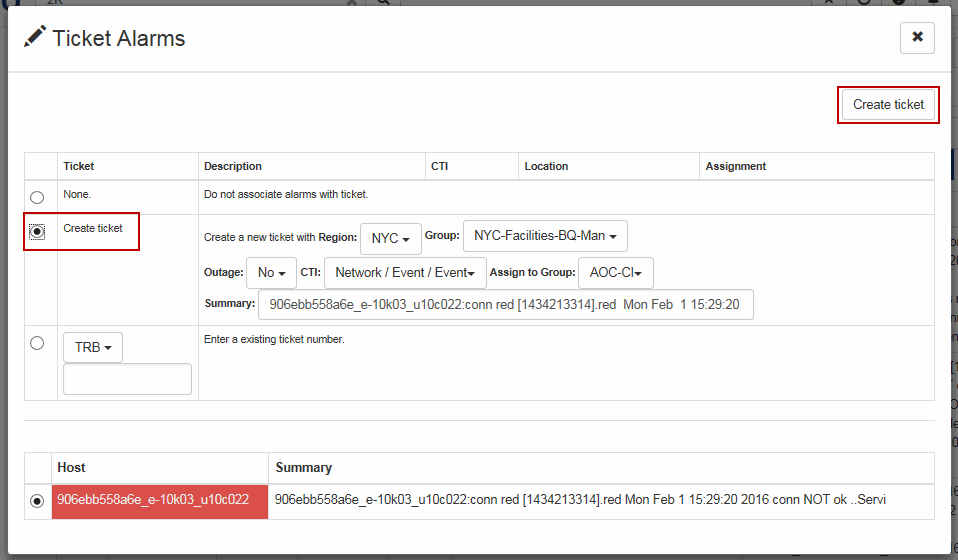 2K
Ticket Alarms
Create ticket
Ticket Description CTI Location Assignment
None. Do not associate alarms with ticket.
Create ticket Create a new ticket with Region: NYC Group: NYC-Facilities-BQ-Man
Outage: No CTI: Network / Event / Event Assign to Group: AOC-CI
Summary: 906ebb558a6e_e-10k03_u10c022:conn red [1434213314].red Mon Feb 1 15:29:20
TRB Enter a existing ticket number.
Host Summary
906ebb558a6e_e-10k03_u10c022 906ebb558a6e_e-10k03_u10c022:conn red [1434213314].red Mon Feb 1 15:29:20 2016 conn NOT ok ..Servi